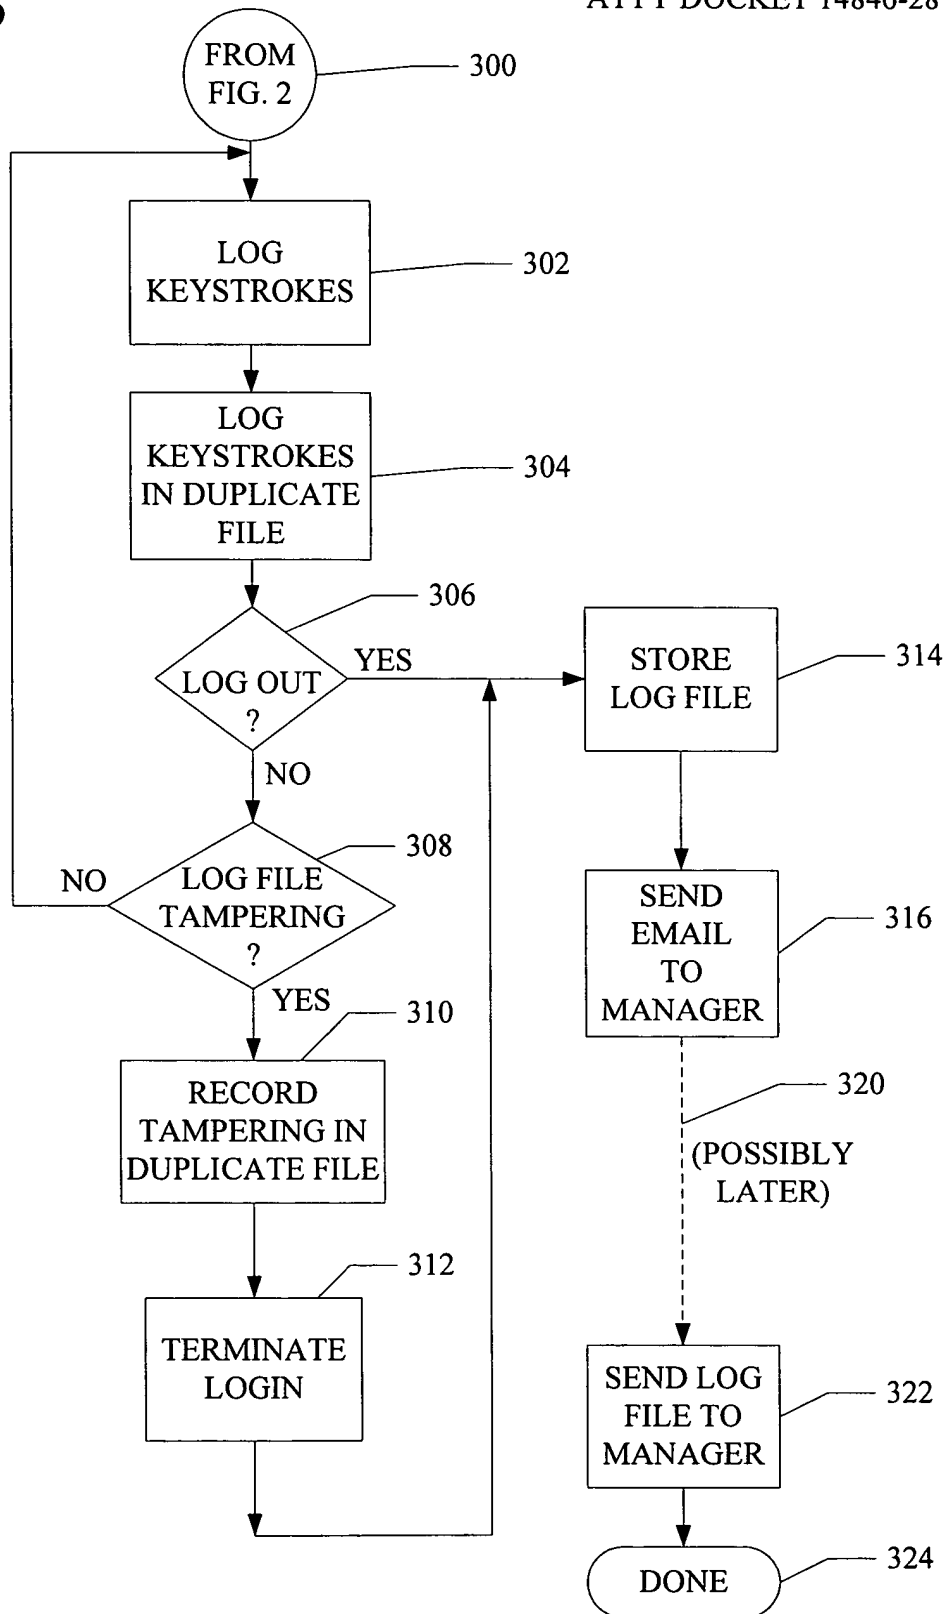 ATTY DOCKET 14846-28
FROM
FIG. 2
300
LOG
KEYSTROKES
302
LOG
KEYSTROKES
IN DUPLICATE
FILE
304
306
LOG OUT
?
YES
NO
STORE
LOG FILE
314
308
LOG FILE
TAMPERING
?
NO
YES
SEND
EMAIL
TO
MANAGER
316
310
RECORD
TAMPERING IN
DUPLICATE FILE
320
(POSSIBLY
LATER)
312
TERMINATE
LOGIN
SEND LOG
FILE TO
MANAGER
322
DONE
324